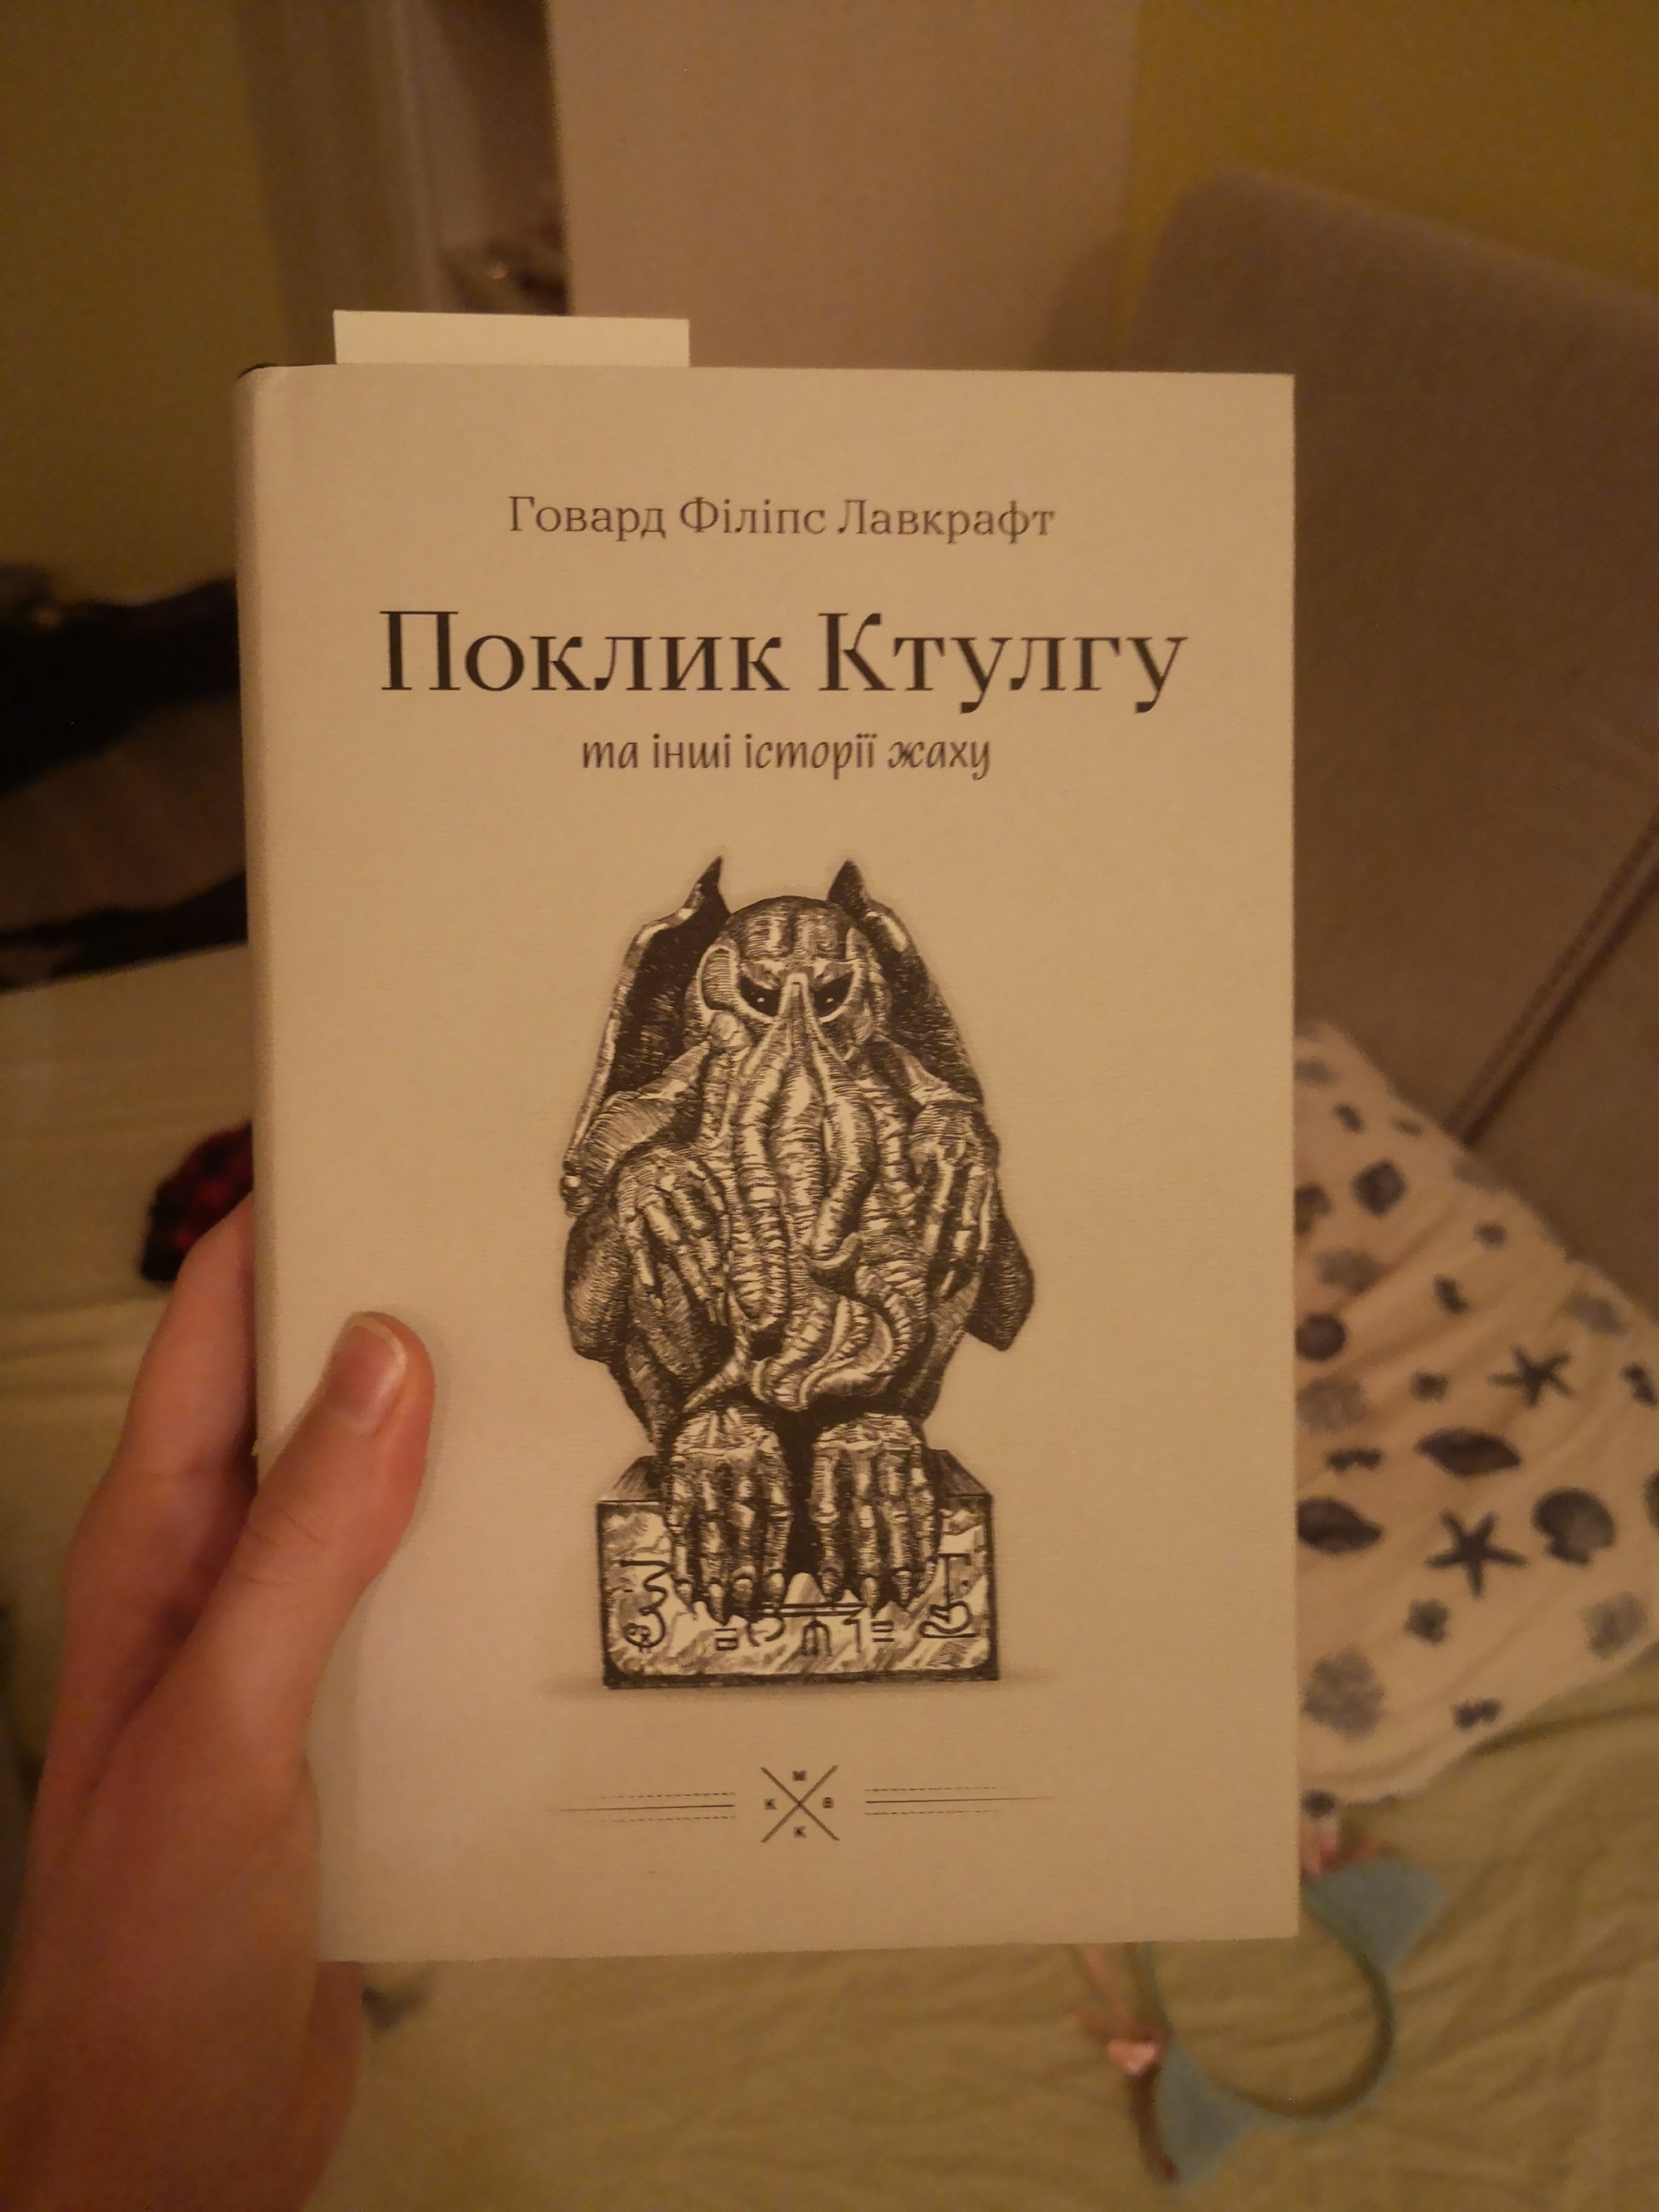 Говард Філіпс Лавкрафт
Поклик Ктулгу
та інші історії жаху
М
К В
К